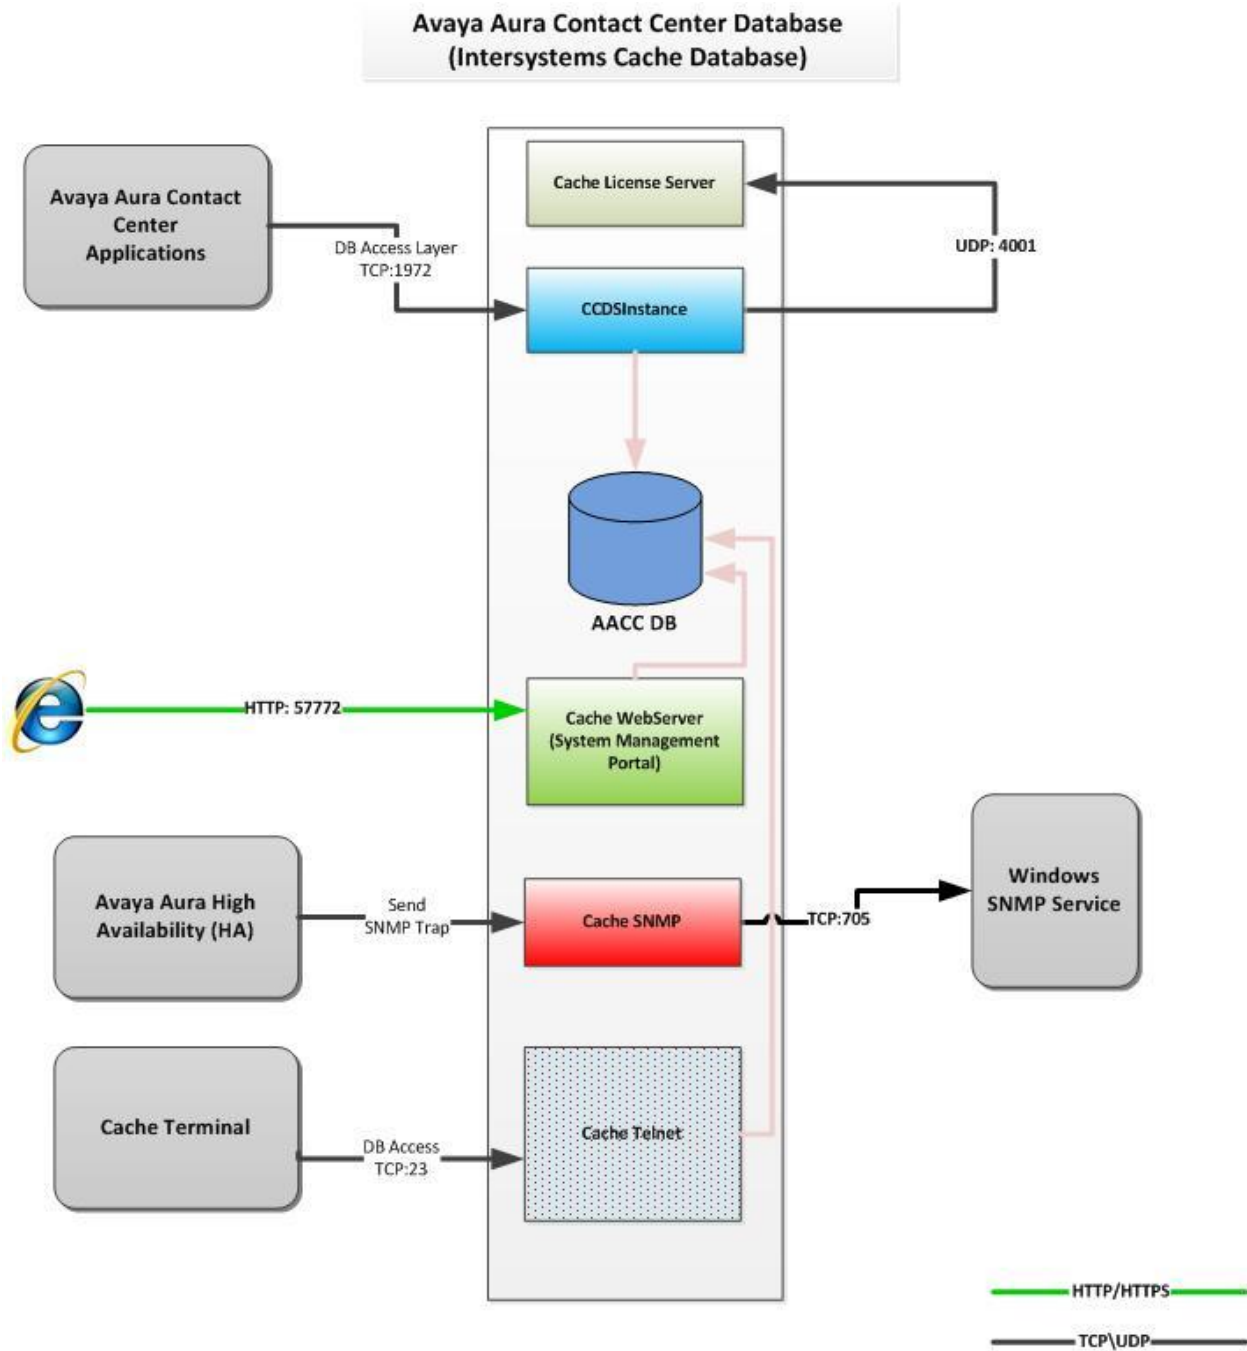 Avaya Aura Contact Center Database
(Intersystems Cache Database)
Avaya Aura Contact
Center
Applications
DB Access Layer
TCP:1972
Cache License Server
UDP: 4001
CCDSInstance
AACC DB
HTTP: 57772
Cache WebServer
(System Management
Portal)
Avaya Aura High
Availability (HA)
Send
SNMP Trap
Cache SNMP
TCP:705
Windows
SNMP Service
Cache Terminal
DB Access
TCP:23
Cache Telnet
HTTP/HTTPS
TCP\UDP